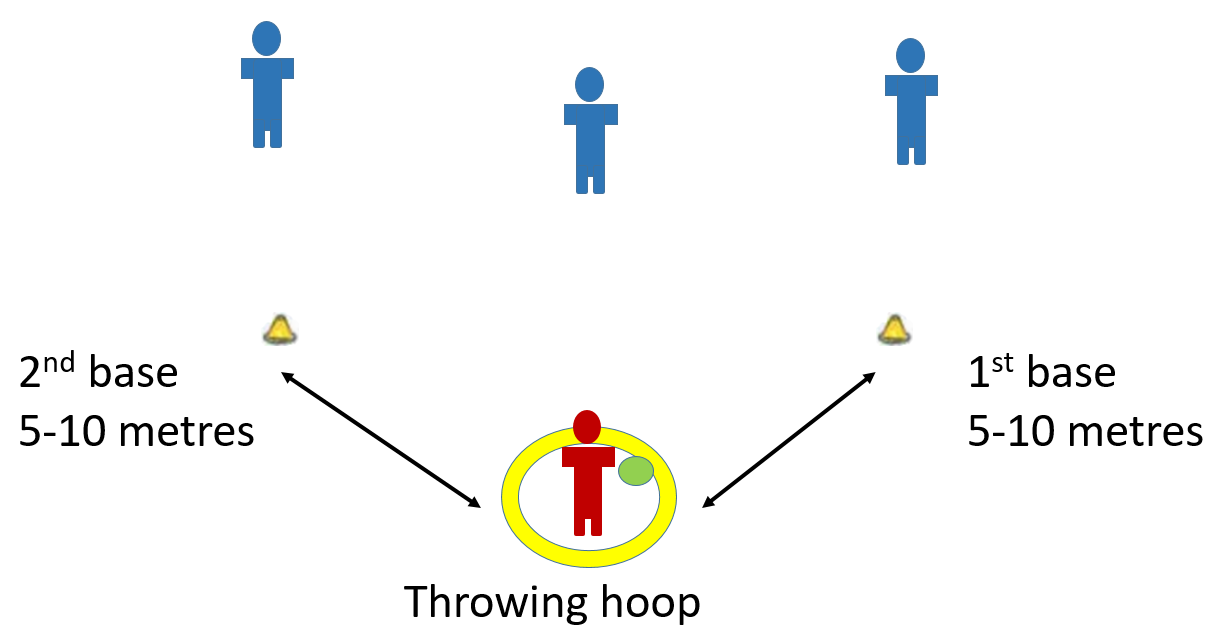 2nd base
5-10 metres
1st base
5-10 metres
Throwing hoop